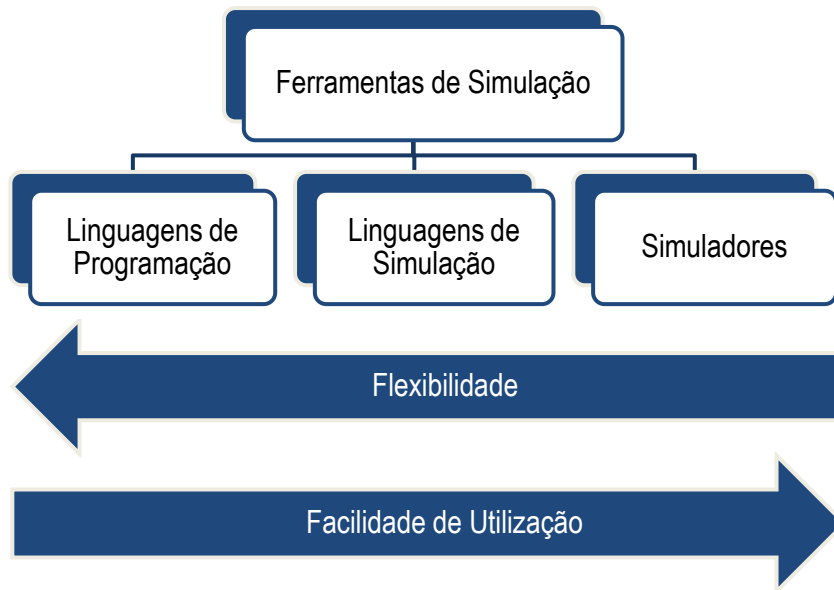 Ferramentas de Simulação
Linguagens de
Programação
Linguagens de
Simulação
Simuladores
Flexibilidade
Facilidade de Utilização